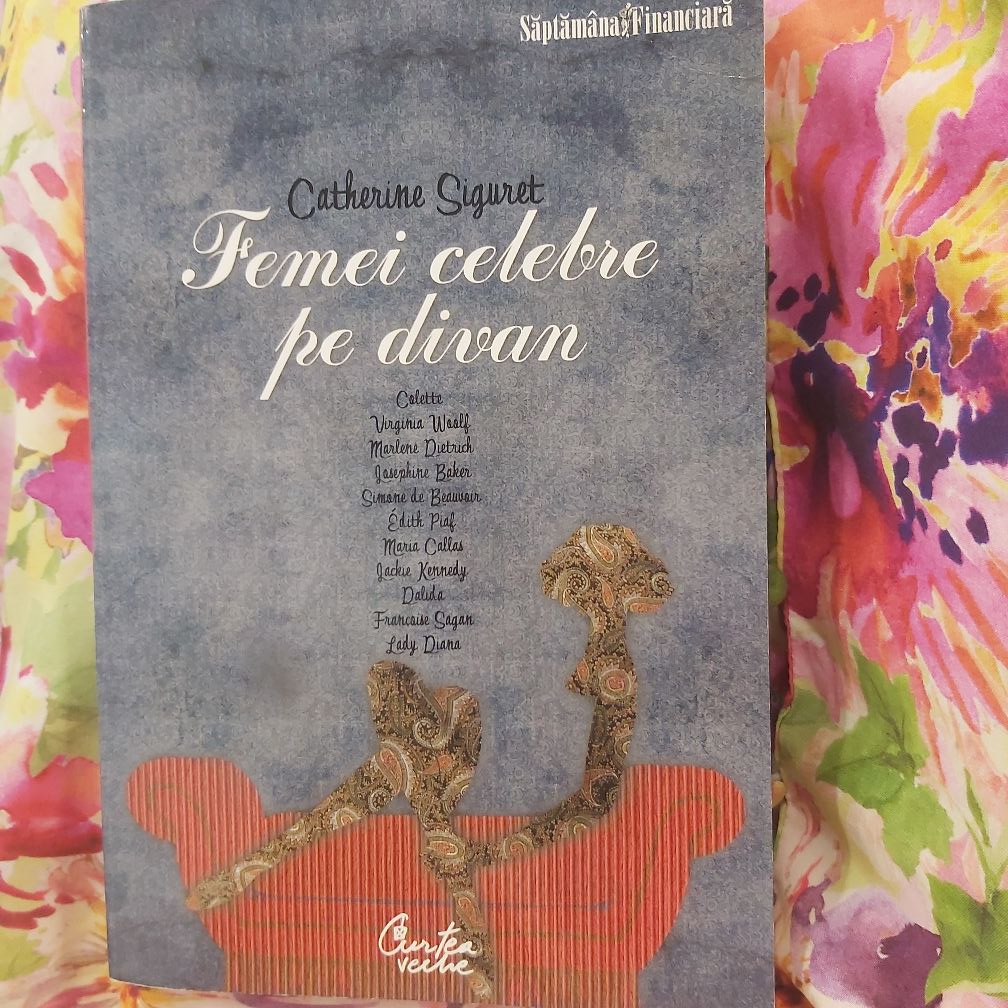 Săptămâna Financiară
Catherine Siguret
Femei celebre
pe divan
Colette
Virginia Woolf
Marlene Dietrich
Josephine Baker
Simone de Beauvoir
Édith Piaf
Maria Callas
Jackie Kennedy
Dalida
Françoise Sagan
Lady Diana
Curtea
veche